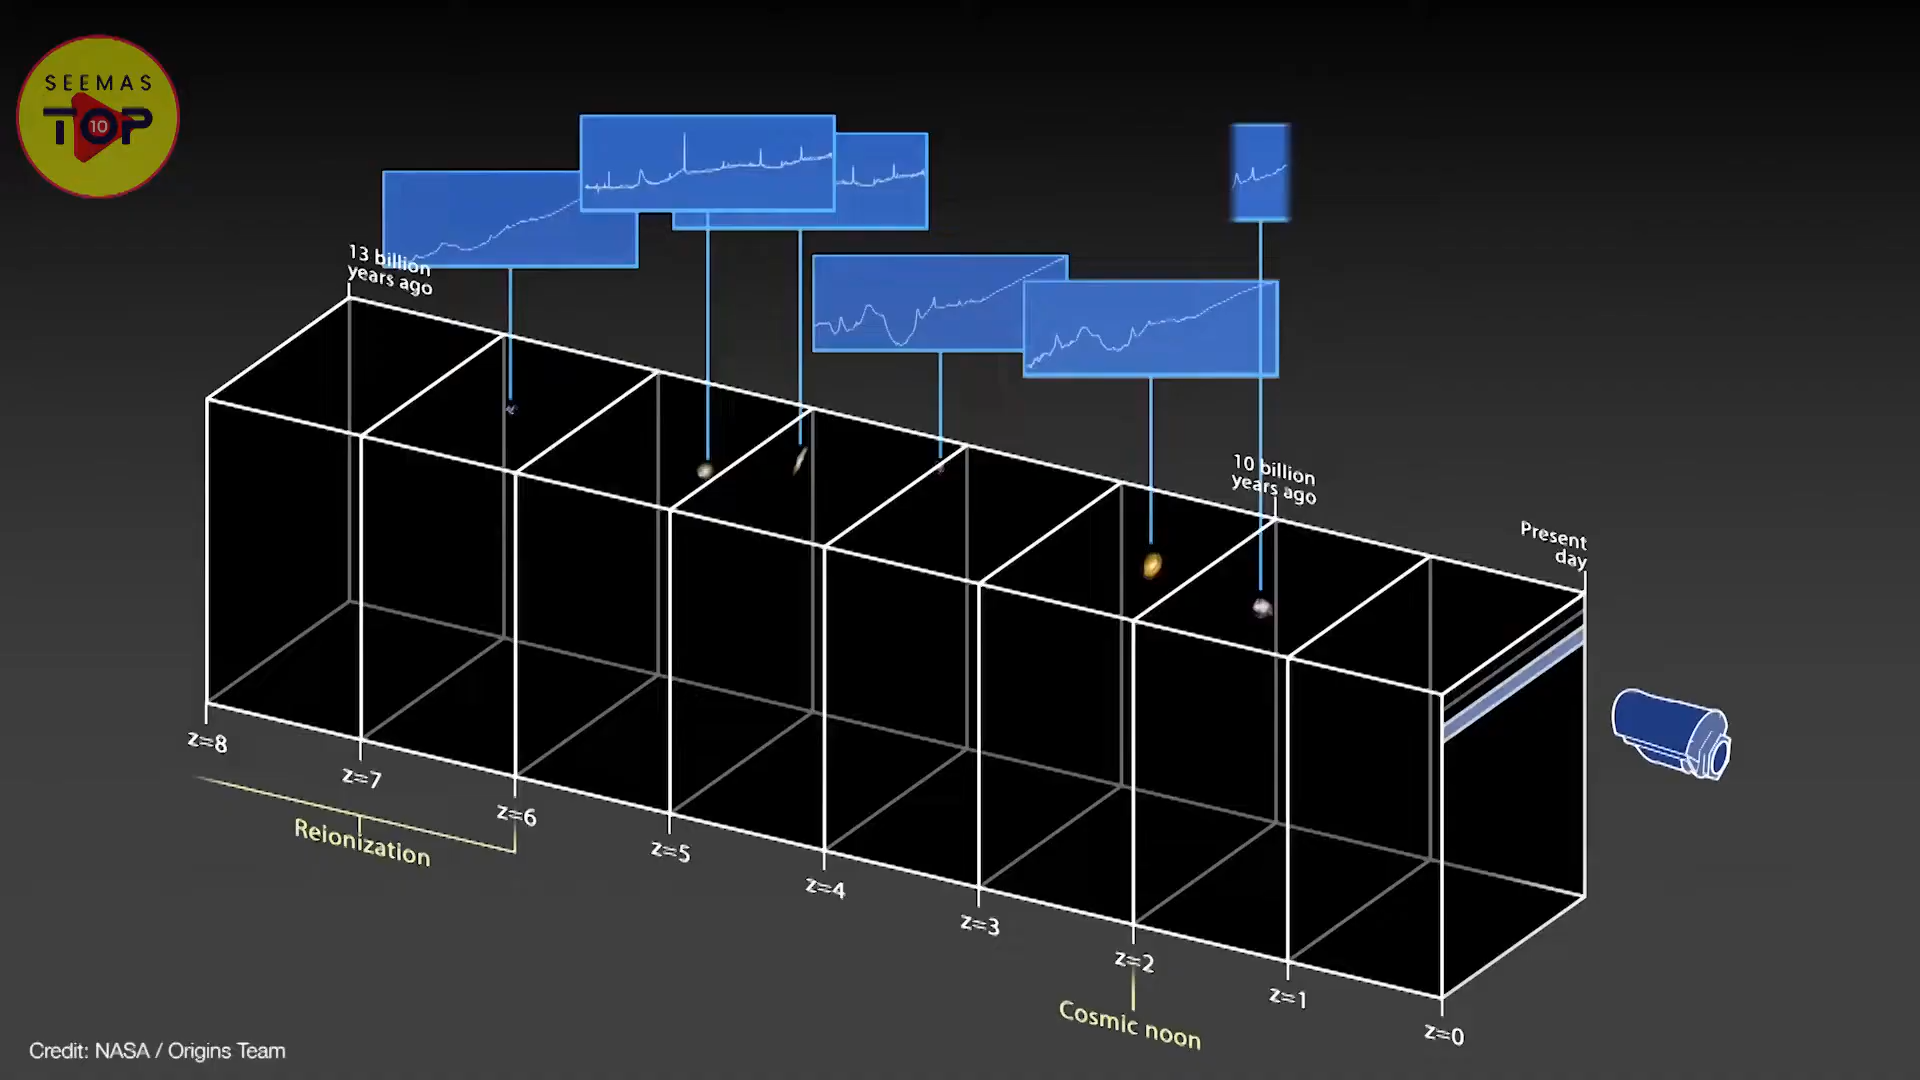 SEEMAS
TOP
10
13 billion
years ago
10 billion
years ago
Present
day
z=8
z=7
z=6
z=5
z=4
z=3
z=2
z=1
z=0
Reionization
Cosmic noon
Credit: NASA / Origins Team